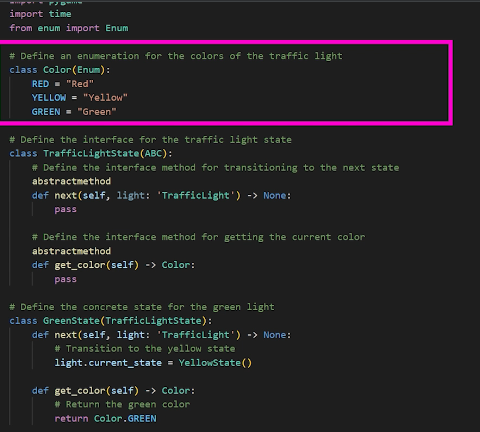 import pygame
import time
from enum import Enum
# Define an enumeration for the colors of the traffic light
class Color(Enum):
RED = "Red"
YELLOW = "Yellow"
GREEN = "Green"
# Define the interface for the traffic light state
class TrafficLightState(ABC):
# Define the interface method for transitioning to the next state
abstractmethod
def next(self, light: 'TrafficLight') -> None:
pass
# Define the interface method for getting the current color
abstractmethod
def get_color(self) -> Color:
pass
# Define the concrete state for the green light
class GreenState(TrafficLightState):
def next(self, light: 'TrafficLight') -> None:
# Transition to the yellow state
light.current_state = YellowState()
def get_color(self) -> Color:
# Return the green color
return Color.GREEN